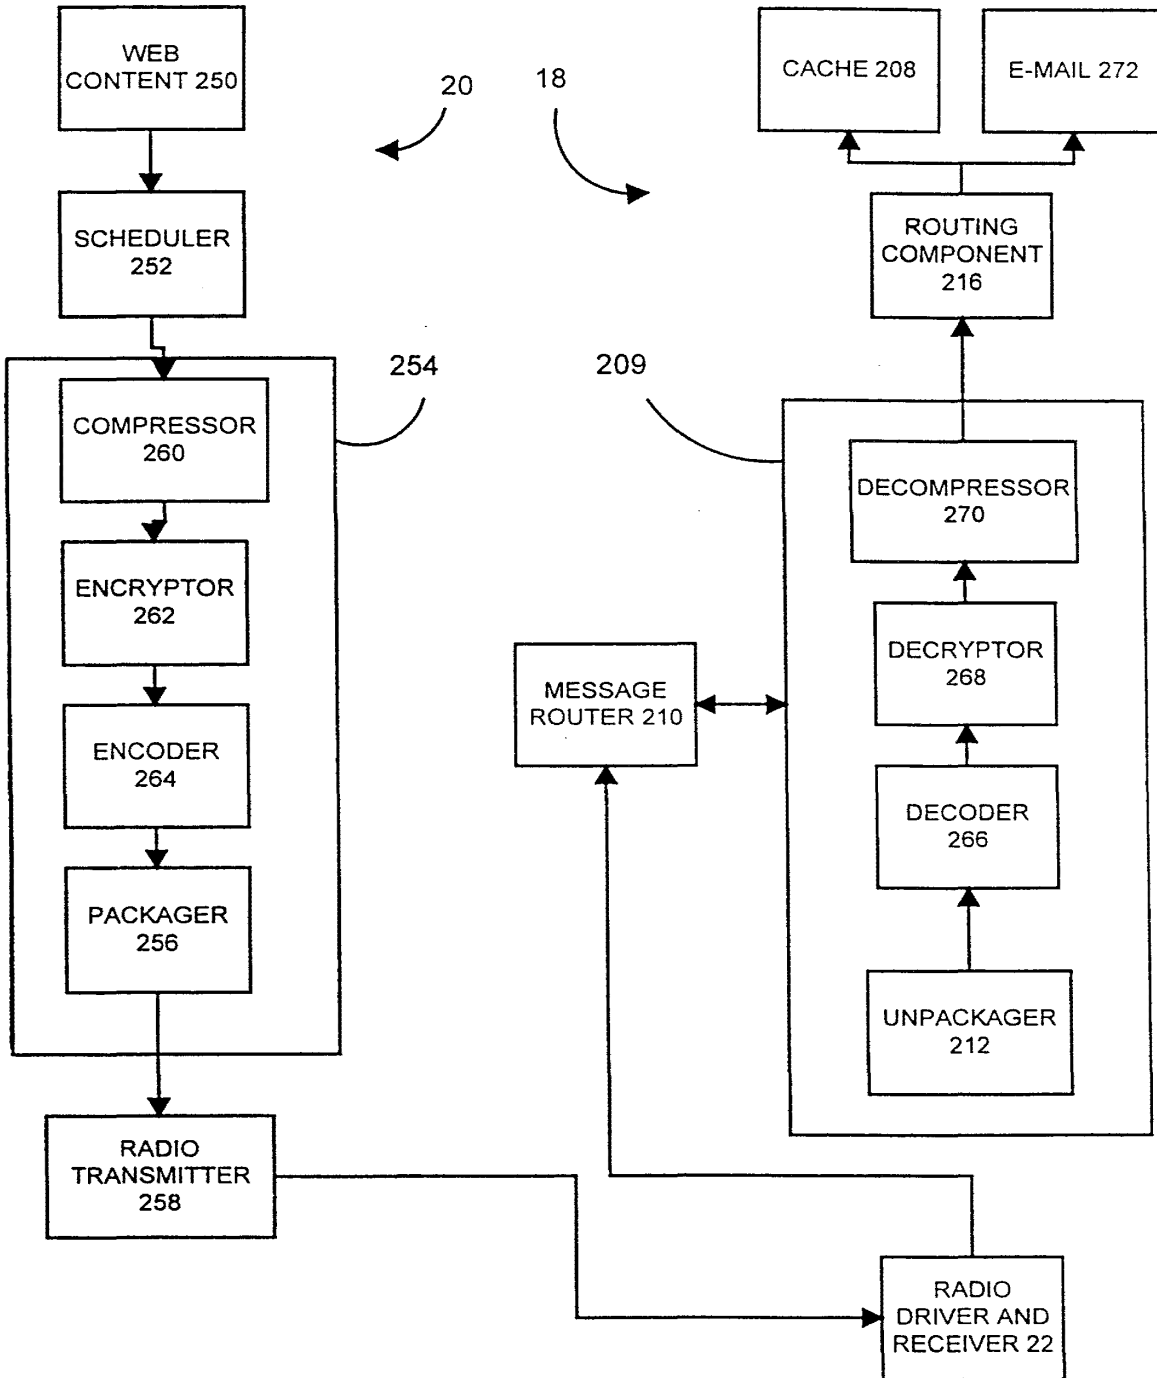 WEB
CONTENT 250
20
18
CACHE 208
E-MAIL 272
SCHEDULER
252
ROUTING
COMPONENT
216
254
209
COMPRESSOR
260
DECOMPRESSOR
270
ENCRYPTOR
262
DECRYPTOR
268
MESSAGE
ROUTER 210
ENCODER
264
DECODER
266
PACKAGER
256
UNPACKAGER
212
RADIO
TRANSMITTER
258
RADIO
DRIVER AND
RECEIVER 22